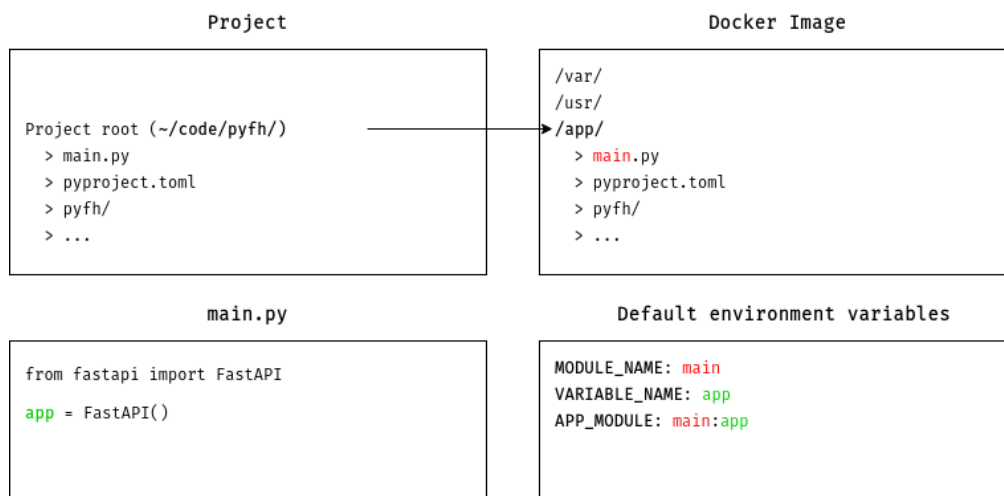 Project
Project root (~/code/pyfh/)
> main.py
> pyproject.toml
> pyfh/
> ...
Docker Image
/var/
/usr/
/app/
> main.py
> pyproject.toml
> pyfh/
> ...
main.py
from fastapi import FastAPI
app = FastAPI()
Default environment variables
MODULE_NAME: main
VARIABLE_NAME: app
APP_MODULE: main:app